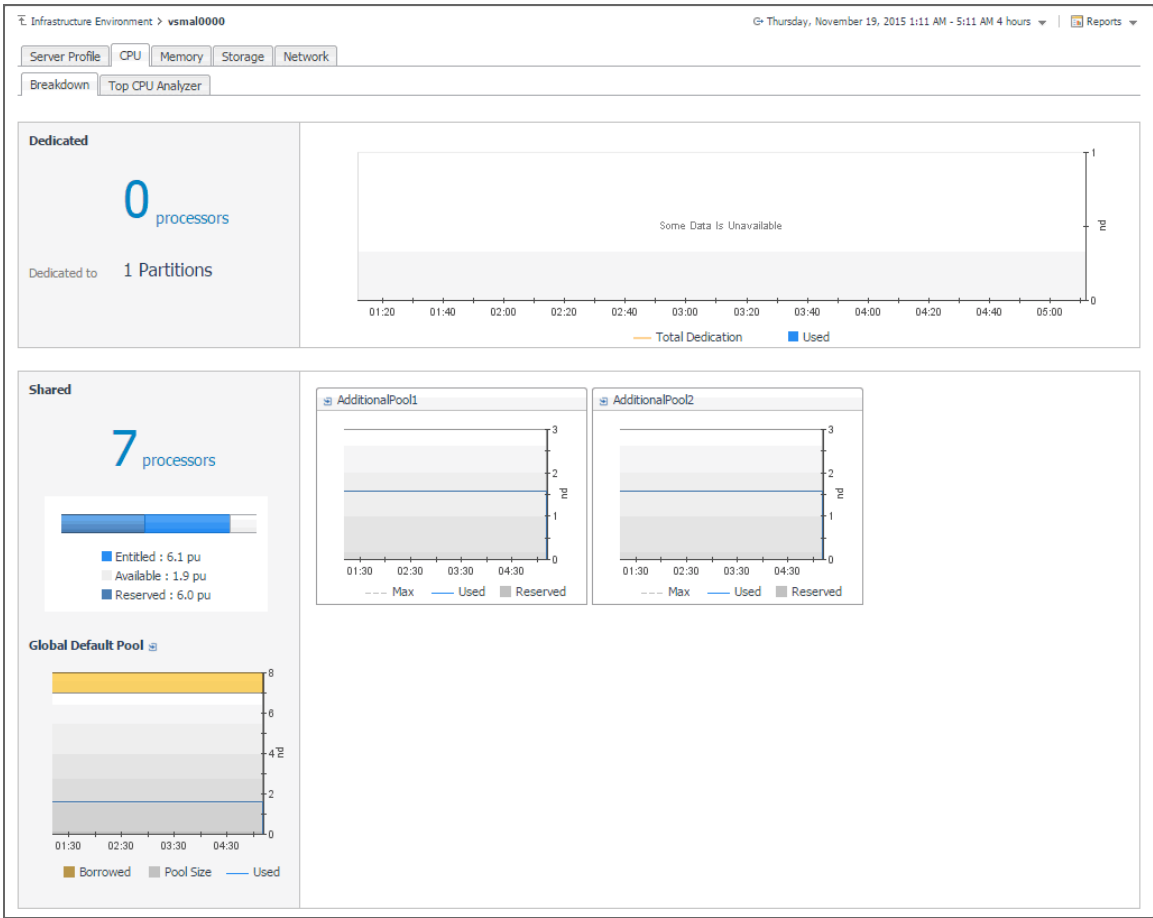 Infrastructure Environment > vsmal0000
Thursday, November 19, 2015 1:11 AM - 5:11 AM 4 hours
Reports
Server Profile CPU Memory Storage Network
Breakdown Top CPU Analyzer
Dedicated
0 processors
Dedicated to 1 Partitions
1
Some Data Is Unavailable
pu
0
01:20 01:40 02:00 02:20 02:40 03:00 03:20 03:40 04:00 04:20 04:40 05:00
Total Dedication Used
Shared
7 processors
Entitled : 6.1 pu
Available : 1.9 pu
Reserved : 6.0 pu
Global Default Pool
8
6
4
pu
2
0
01:30 02:30 03:30 04:30
Borrowed Pool Size Used
AdditionalPool1
3
2
pu
1
0
01:30 02:30 03:30 04:30
Max Used Reserved
AdditionalPool2
3
2
pu
1
0
01:30 02:30 03:30 04:30
Max Used Reserved